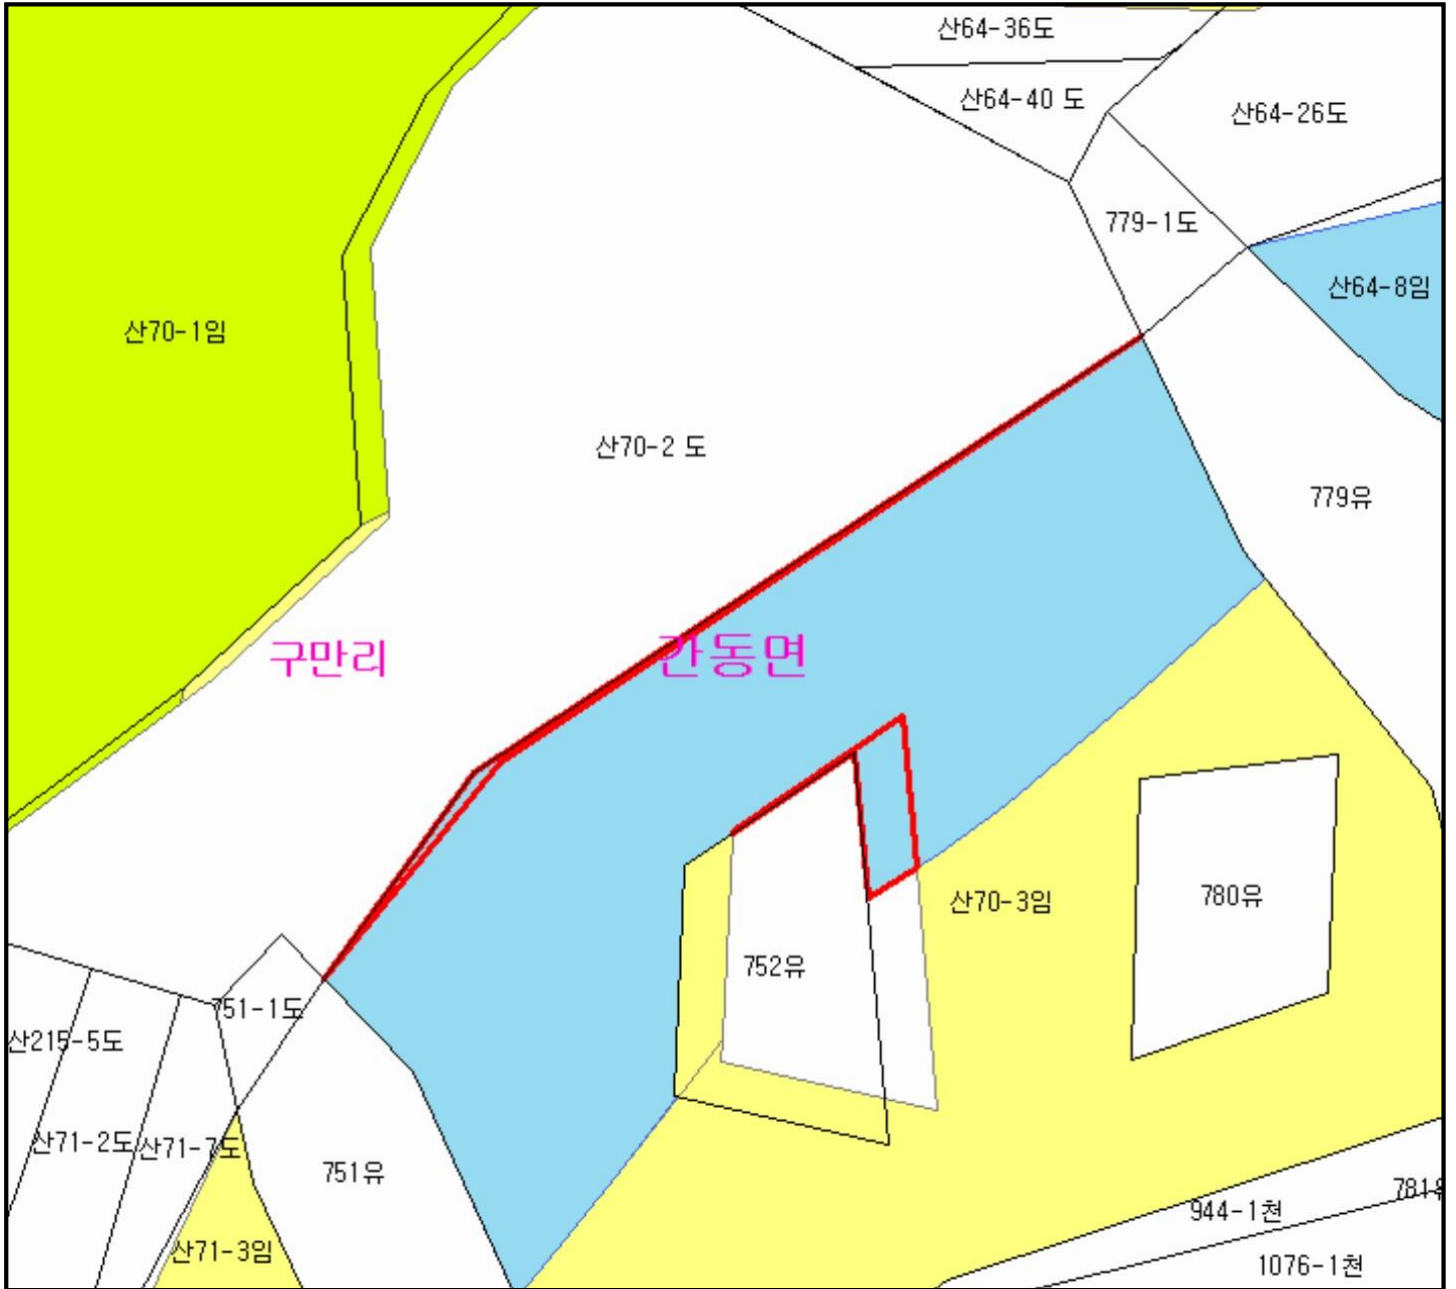 산64-36도
산64-40 도
산64-26도
779-1도
산64-8임
산70-1임
산70-2 도
779유
구만리
간동면
산70-3임
780유
752유
751-1도
산215-5도
산71-2도
산71-7도
751유
781유
944-1천
산71-3임
1076-1천